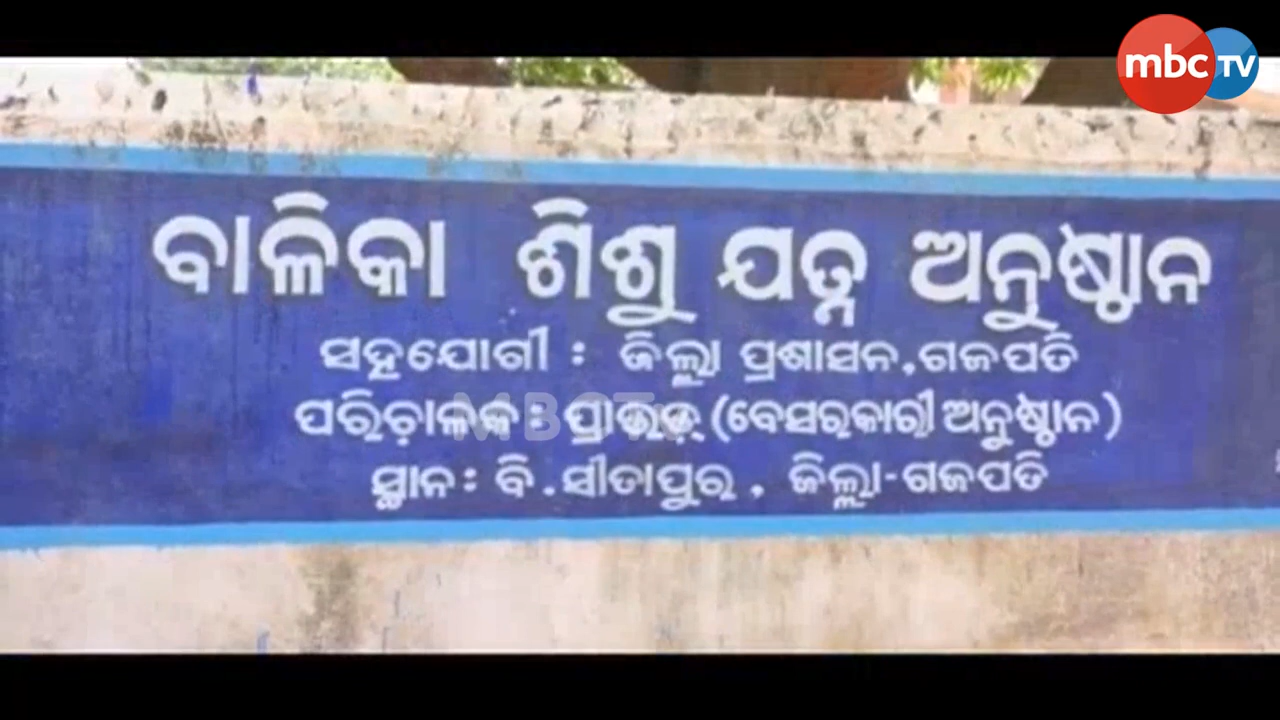 mbc TV
ବାଳିକା ଶିଶୁ ଯତ୍ନ ଅନୁଷ୍ଠାନ
ସହଯୋଗୀ : ଜିଲ୍ଲା ପ୍ରଶାସନ,ଗଜପତି
ପରିଚାଳକ: (ବେସରକାରୀ ଅନୁଷ୍ଠାନ)
ସ୍ଥାନ: ବି.ସୀତାପୁର, ଜିଲ୍ଲା-ଗଜପତି